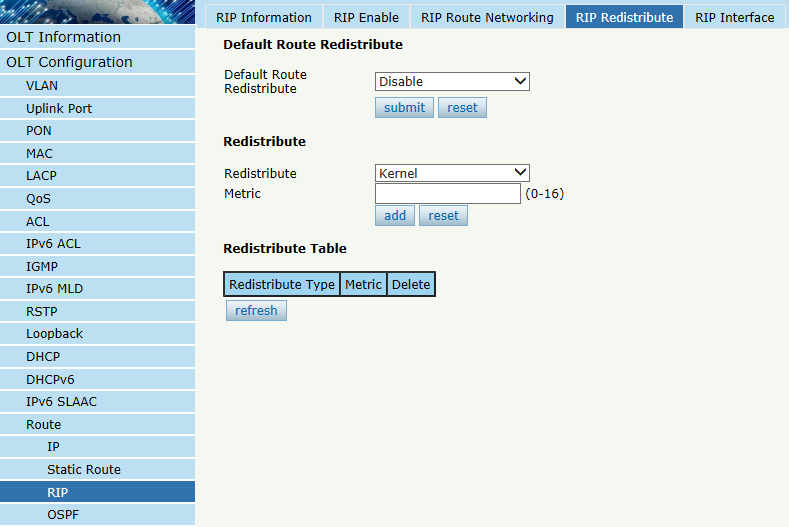 RIP Information RIP Enable RIP Route Networking RIP Redistribute RIP Interface
OLT Information
OLT Configuration
VLAN
Uplink Port
PON
MAC
LACP
QoS
ACL
IPv6 ACL
IGMP
IPv6 MLD
RSTP
Loopback
DHCP
DHCPv6
IPv6 SLAAC
Route
IP
Static Route
RIP
OSPF
Default Route Redistribute
Default Route
Redistribute
Disable
submit reset
Redistribute
Redistribute Kernel
Metric (0-16)
add reset
Redistribute Table
Redistribute Type Metric Delete
refresh